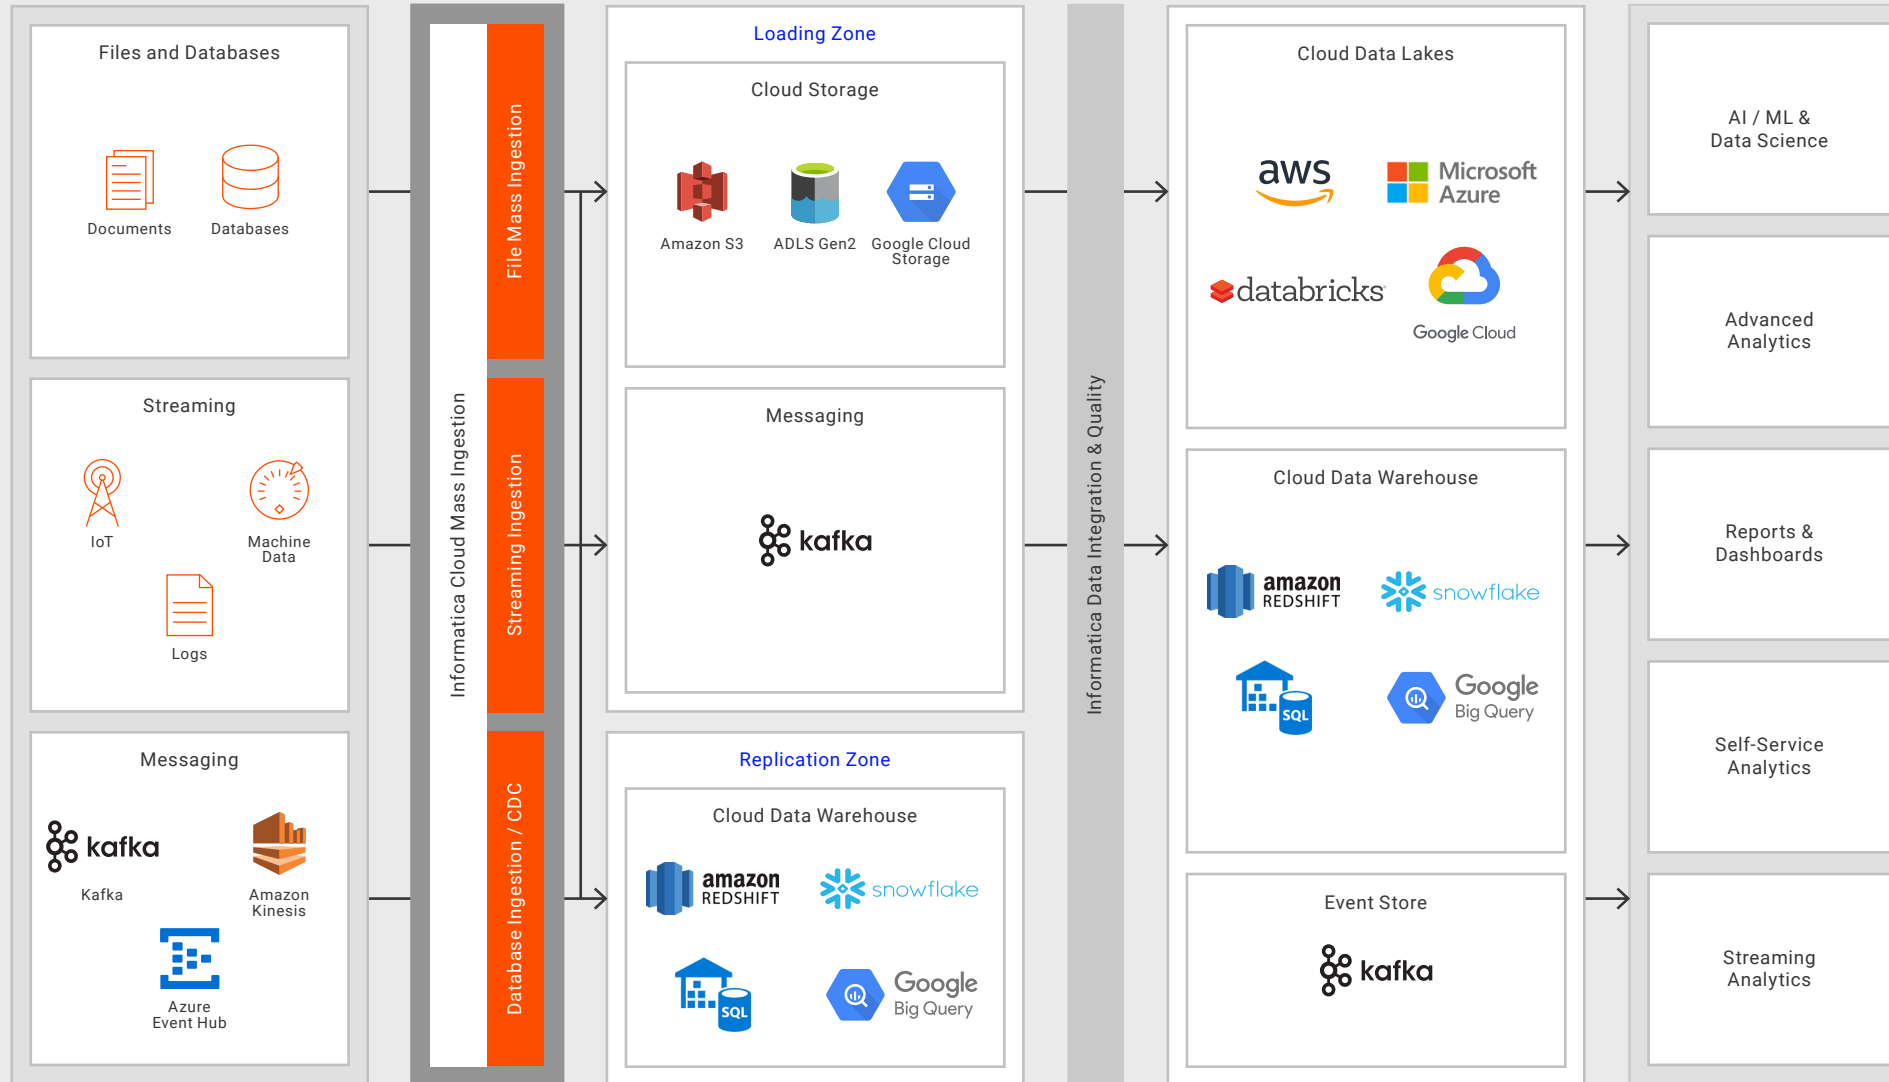 Files and Databases
Documents
Databases
Streaming
IoT
Machine
Data
Logs
Messaging
kafka
Kafka
Amazon
Kinesis
Azure
Event Hub
Informatica Cloud Mass Ingestion
File Mass Ingestion
Streaming Ingestion
Database Ingestion / CDC
Loading Zone
Cloud Storage
Amazon S3
ADLS Gen2
Google Cloud
Storage
Messaging
kafka
Replication Zone
Cloud Data Warehouse
amazon
REDSHIFT
snowflake
SQL
Google
Big Query
Informatica Data Integration & Quality
Cloud Data Lakes
aws
Microsoft
Azure
databricks
Google Cloud
Cloud Data Warehouse
amazon
REDSHIFT
snowflake
SQL
Google
Big Query
Event Store
kafka
AI / ML &
Data Science
Advanced
Analytics
Reports &
Dashboards
Self-Service
Analytics
Streaming
Analytics